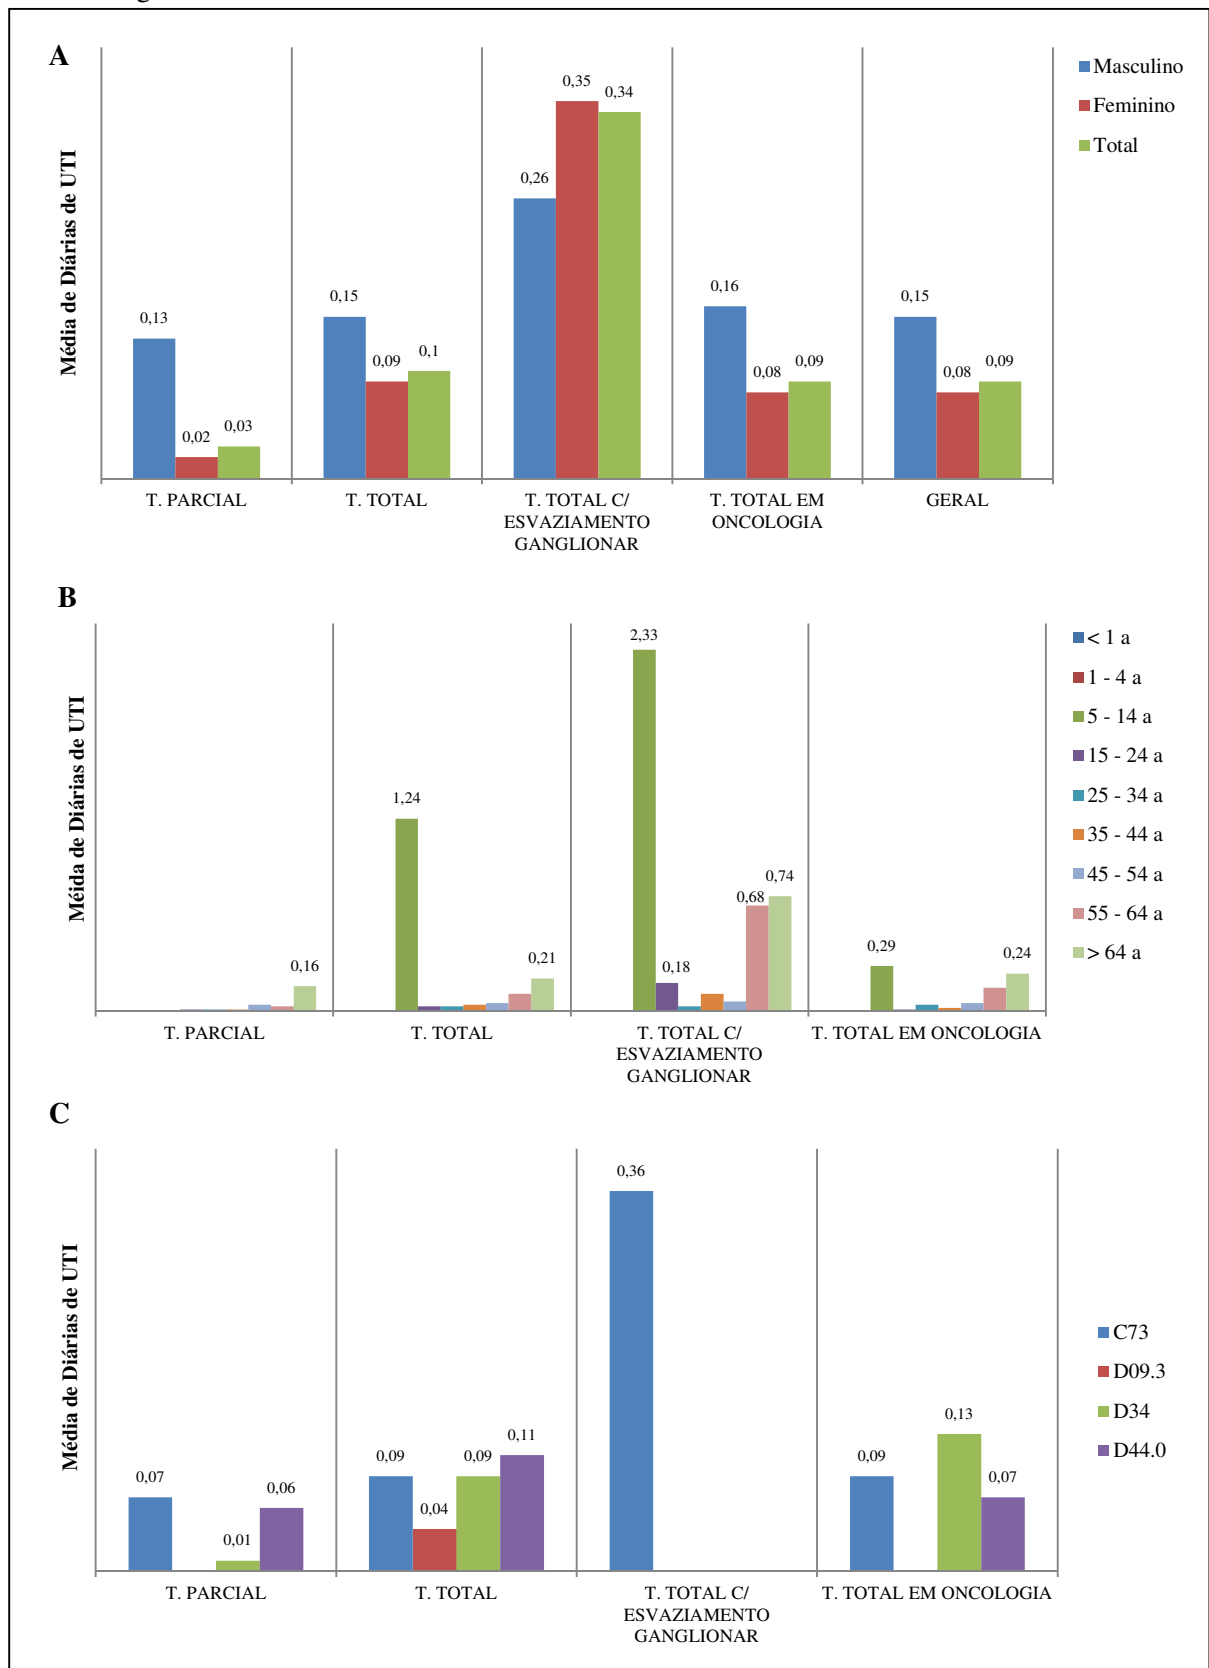 A
Média de Diárias de UTI
0,13
0,02
0,03
0,15
0,09
0,1
0,26
0,35
0,34
0,16
0,08
0,09
0,15
0,08
0,09
T. PARCIAL
T. TOTAL
T. TOTAL C/
ESVAZIAMENTO
GANGLIONAR
T. TOTAL EM
ONCOLOGIA
GERAL
Masculino
Feminino
Total
B
Méida de Diárias de UTI
0,16
1,24
0,21
2,33
0,18
0,68
0,74
0,29
0,24
T. PARCIAL
T. TOTAL
T. TOTAL C/
ESVAZIAMENTO
GANGLIONAR
T. TOTAL EM ONCOLOGIA
< 1 a
1 - 4 a
5 - 14 a
15 - 24 a
25 - 34 a
35 - 44 a
45 - 54 a
55 - 64 a
> 64 a
C
Média de Diárias de UTI
0,07
0,01
0,06
0,09
0,04
0,09
0,11
0,36
0,09
0,13
0,07
T. PARCIAL
T. TOTAL
T. TOTAL C/
ESVAZIAMENTO
GANGLIONAR
T. TOTAL EM ONCOLOGIA
C73
D09.3
D34
D44.0